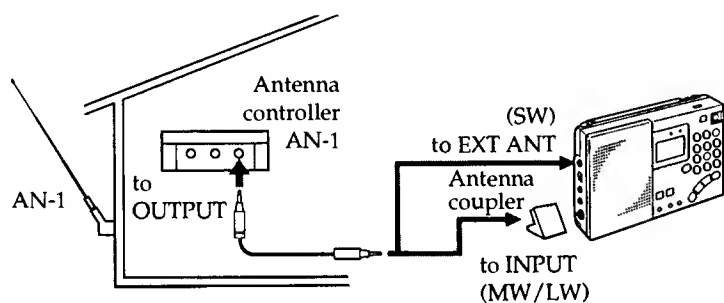 Antenna
controller
AN-1
AN-1
to
OUTPUT
(SW)
to EXT ANT
Antenna
coupler
to INPUT
(MW/LW)